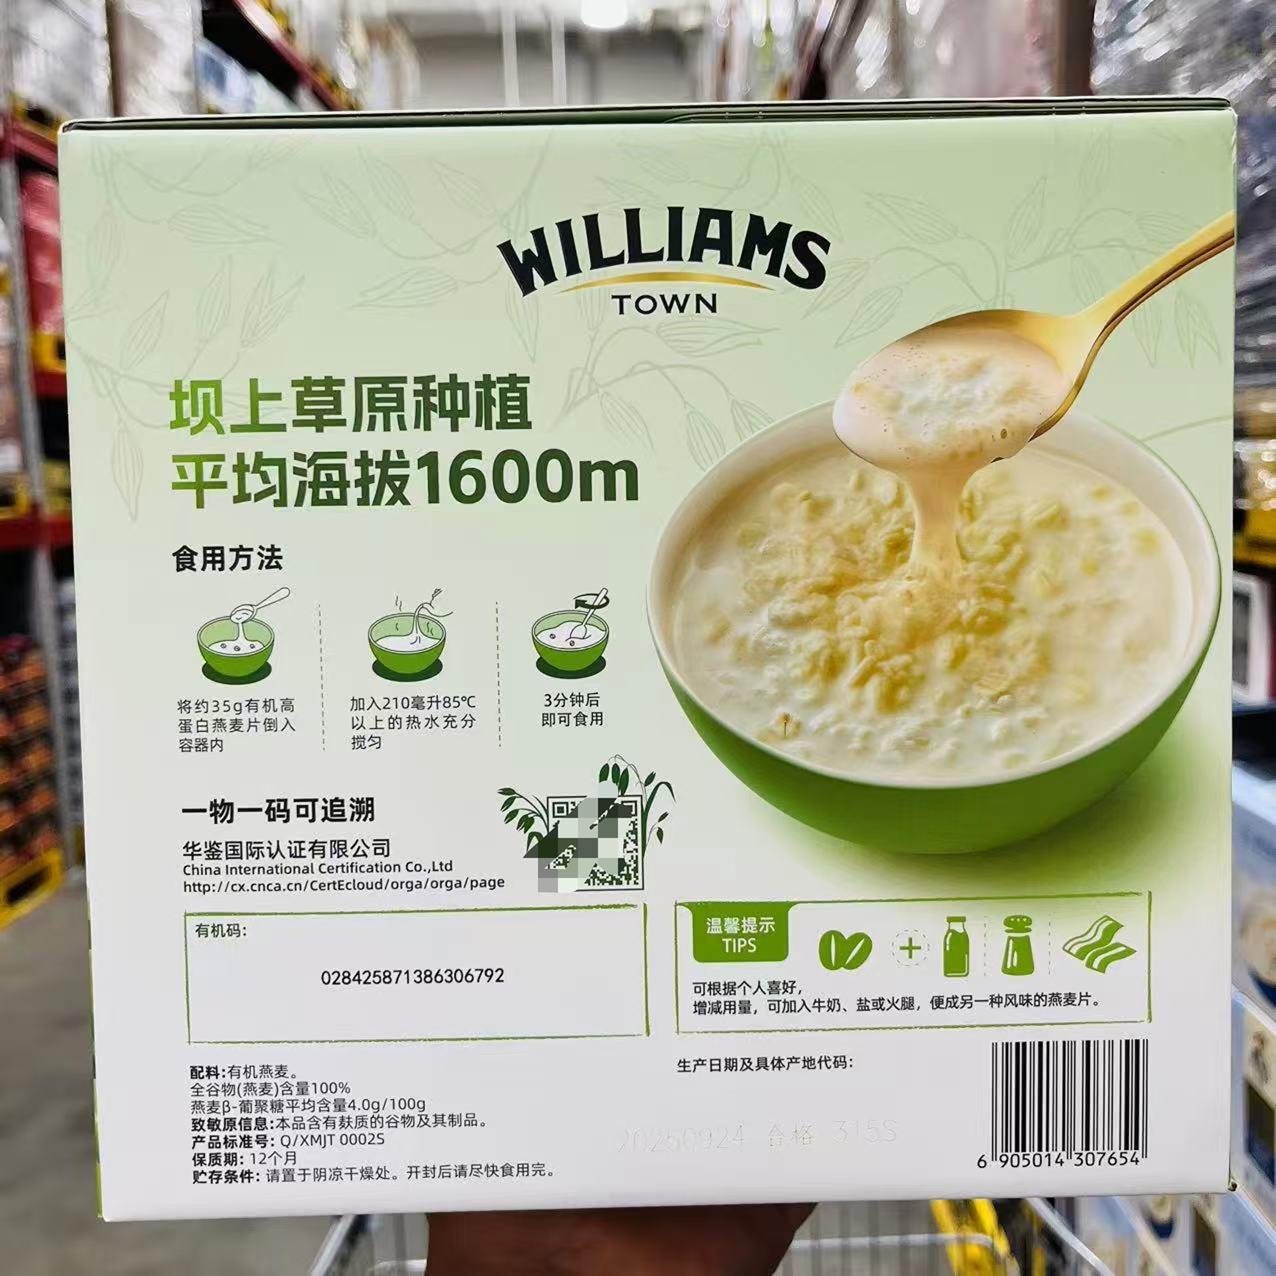 WILLIAMS
TOWN
坝上草原种植
平均海拔1600m
食用方法
将约35g有机高
蛋白燕麦片倒入
容器内
加入210毫升85℃
以上的热水充分
搅匀
3分钟后
即可食用
一物一码可追溯
华鉴国际认证有限公司
China International Certification Co.,Ltd
http://cx.cnca.cn/CertEcloud/orga/orga/page
有机码:
028425871386306792
温馨提示
TIPS
可根据个人喜好,
增减用量，可加入牛奶、盐或火腿，便成另一种风味的燕麦片。
配料:有机燕麦。
全谷物(燕麦)含量100%
燕麦β-葡聚糖平均含量4.0g/100g
致敏原信息:本品含有麸质的谷物及其制品。
产品标准号: Q/XMJT 0002S
保质期: 12个月
贮存条件: 请置于阴凉干燥处。开封后请尽快食用完。
生产日期及具体产地代码:
20250924 合格 315S
6 905014 307654